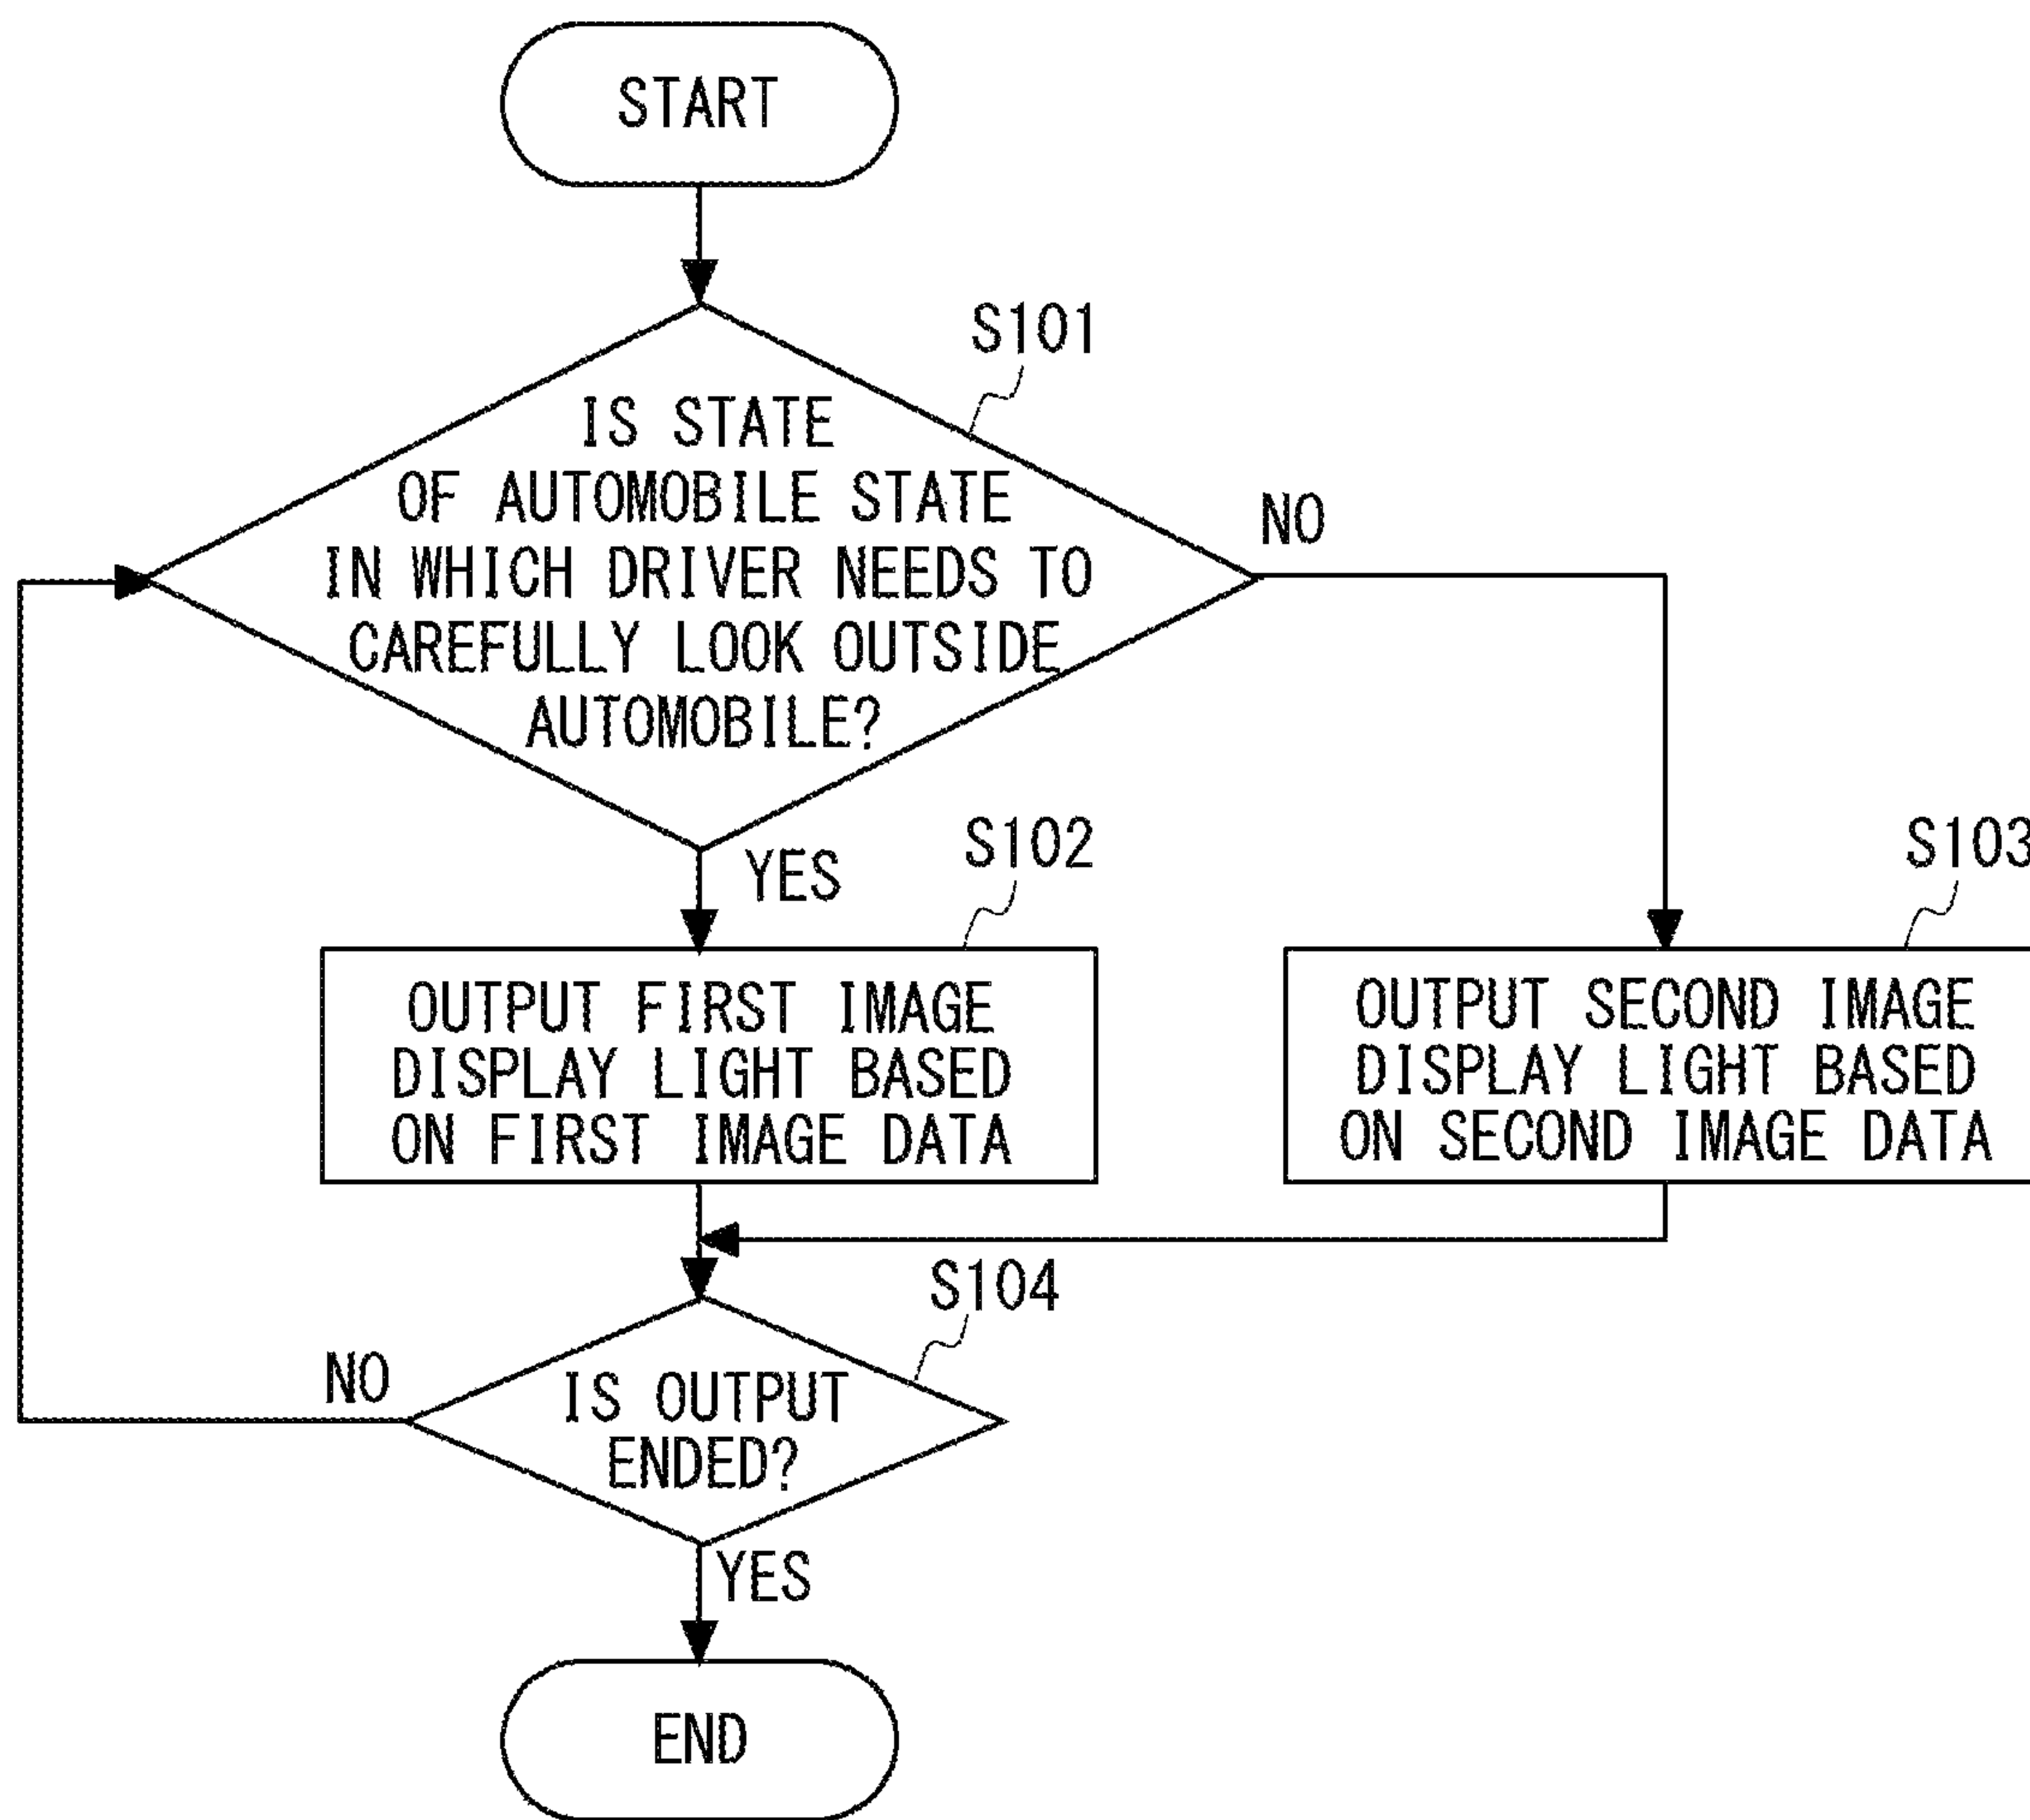 START
S101
IS STATE
OF AUTOMOBILE STATE
IN WHICH DRIVER NEEDS TO
CAREFULLY LOOK OUTSIDE
AUTOMOBILE?
NO
YES
S102
S103
OUTPUT FIRST IMAGE
DISPLAY LIGHT BASED
ON FIRST IMAGE DATA
OUTPUT SECOND IMAGE
DISPLAY LIGHT BASED
ON SECOND IMAGE DATA
S104
NO
IS OUTPUT
ENDED?
YES
END